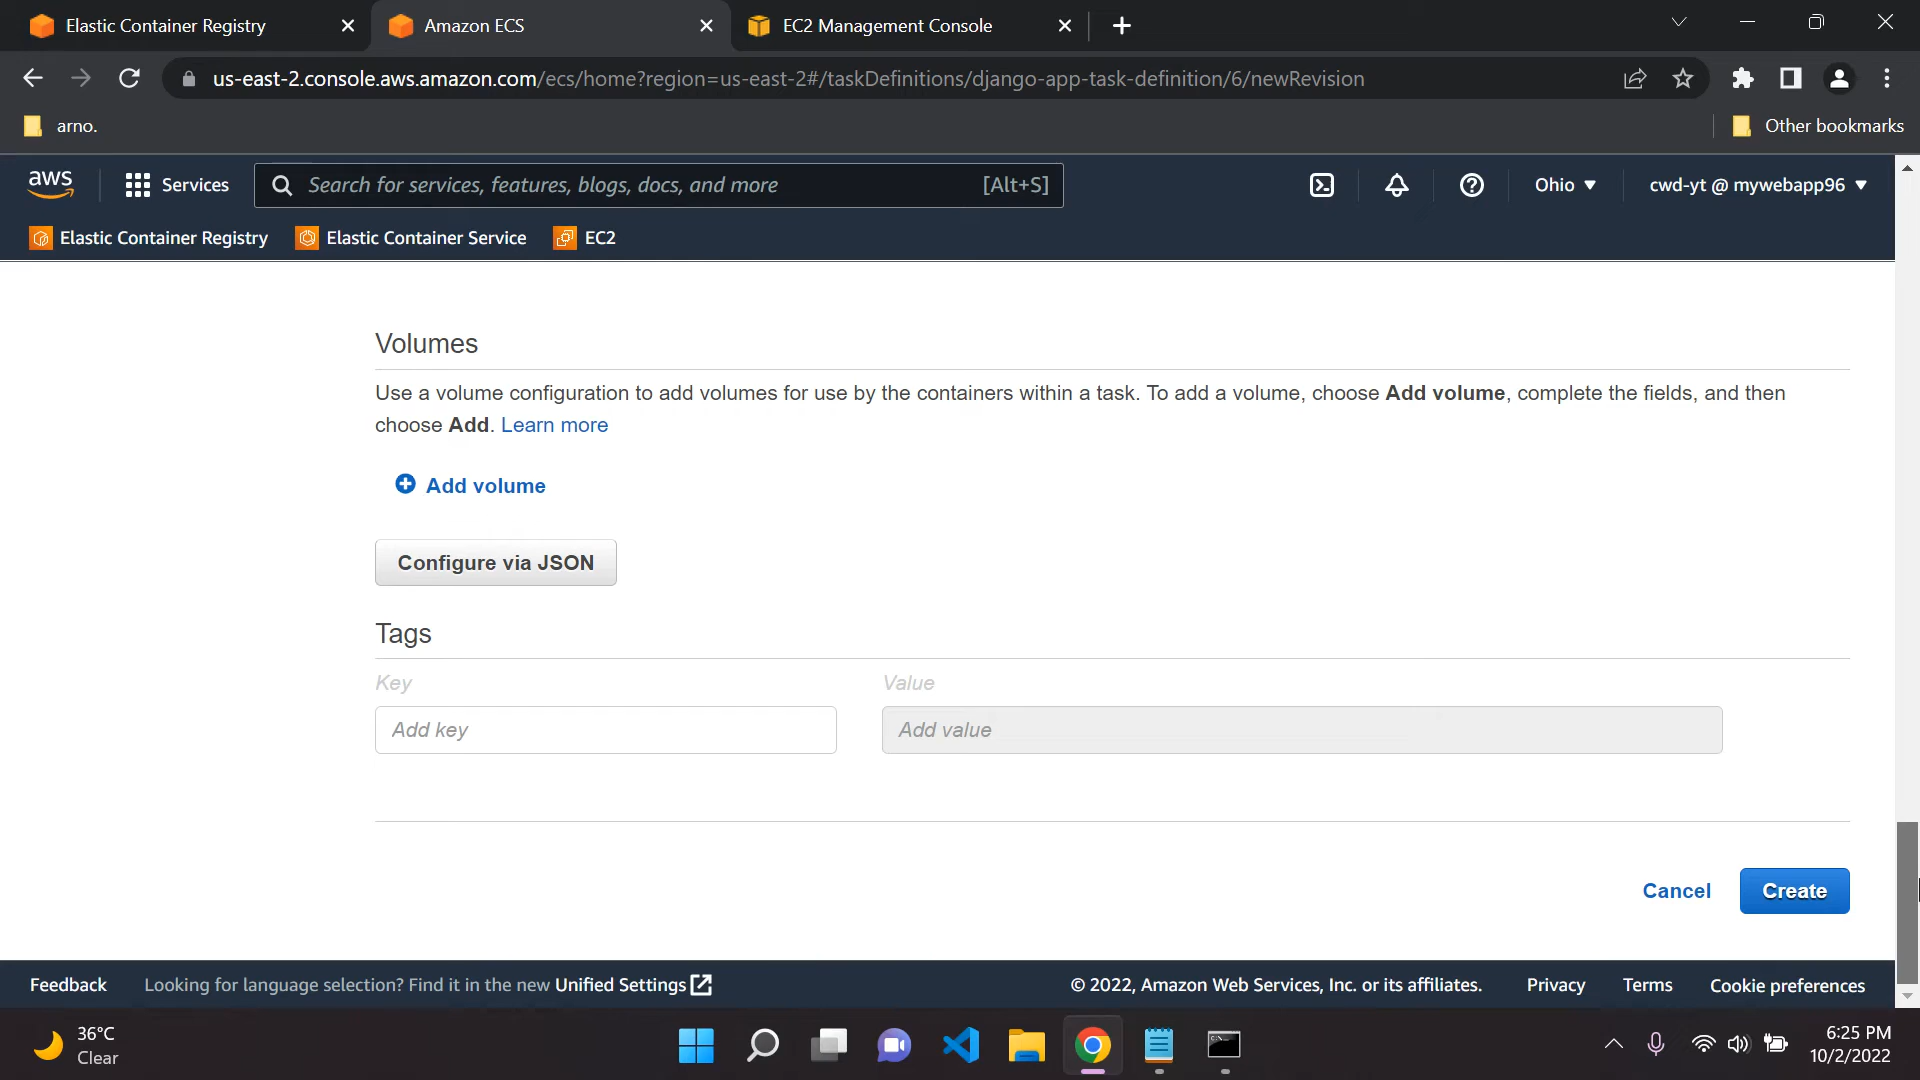 Elastic Container Registry
Amazon ECS
EC2 Management Console
us-east-2.console.aws.amazon.com/ecs/home?region=us-east-2#/taskDefinitions/django-app-task-definition/6/newRevision
arno.
Other bookmarks
aws
Services
Search for services, features, blogs, docs, and more
[Alt+S]
Ohio
cwd-yt @ mywebapp96
Elastic Container Registry
Elastic Container Service
EC2
Volumes
Use a volume configuration to add volumes for use by the containers within a task. To add a volume, choose Add volume, complete the fields, and then
choose Add. Learn more
Add volume
Configure via JSON
Tags
Key
Value
Add key
Add value
Cancel
Create
Feedback
Looking for language selection? Find it in the new Unified Settings
© 2022, Amazon Web Services, Inc. or its affiliates.
Privacy
Terms
Cookie preferences
36°C
Clear
6:25 PM
10/2/2022